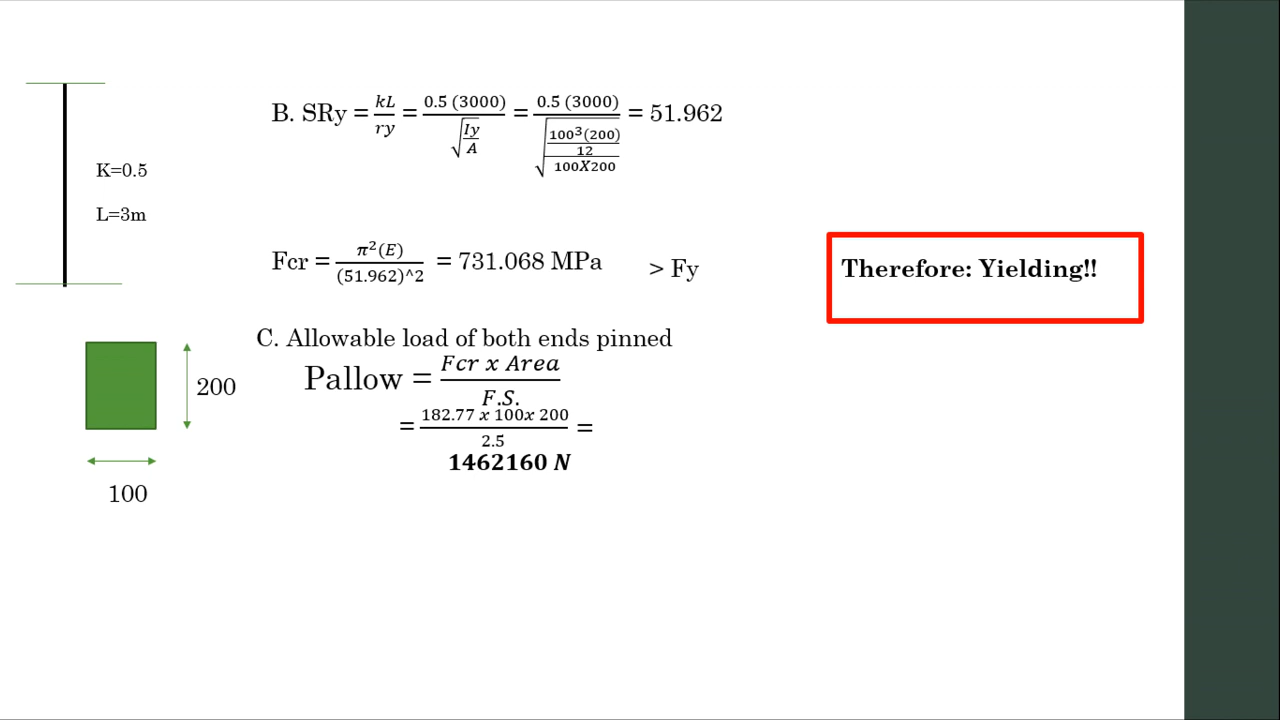 B. SRy = kL/ry = 0.5 (3000)/√(Iy/A) = 0.5 (3000)/√((100³(200)/12)/(100X200)) = 51.962
K=0.5
L=3m
Fcr = π²(E)/(51.962)^2 = 731.068 MPa > Fy
Therefore: Yielding!!
C. Allowable load of both ends pinned
Pallow = Fcr x Area/F.S.
= 182.77 x 100x 200/2.5 =
1462160 N
200
100